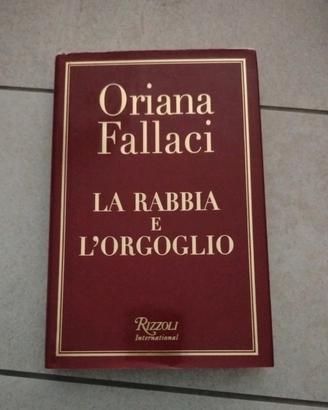 Oriana
Fallaci
LA RABBIA
E
L'ORGOGLIO
RIZZOLI
International